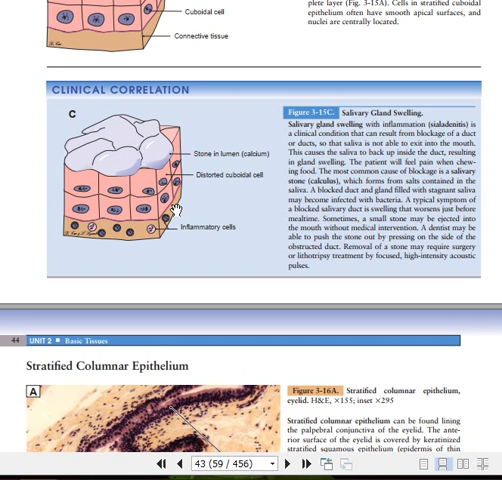 plete layer (Fig. 3-15A). Cells in stratified cuboidal
epithelium often have smooth apical surfaces, and
nuclei are centrally located.
Cuboidal cell
Connective tissue
CLINICAL CORRELATION
C
Stone in lumen (calcium)
Distorted cuboidal cell
Inflammatory cells
Figure 3-15C. Salivary Gland Swelling.
Salivary gland swelling with inflammation (sialadenitis) is
a clinical condition that can result from blockage of a duct
or ducts, so that saliva is not able to exit into the mouth.
This causes the saliva to back up inside the duct, resulting
in gland swelling. The patient will feel pain when chew-
ing food. The most common cause of blockage is a salivary
stone (calculus), which forms from salts contained in the
saliva. A blocked duct and gland filled with stagnant saliva
may become infected with bacteria. A typical symptom of
a blocked salivary duct is swelling that worsens just before
mealtime. Sometimes, a small stone may be ejected into
the mouth without medical intervention. A dentist may be
able to push the stone out by pressing on the side of the
obstructed duct. Removal of a stone may require surgery
or lithotripsy treatment by focused, high-intensity acoustic
pulses.
44 UNIT 2 ■ Basic Tissues
Stratified Columnar Epithelium
A
Figure 3-16A. Stratified columnar epithelium,
eyelid. H&E, ×155; inset ×295
Stratified columnar epithelium can be found lining
the palpebral conjunctiva of the eyelid. The ante-
rior surface of the eyelid is covered by keratinized
stratified squamous epithelium (epidermis of thin
43 (59 / 456)